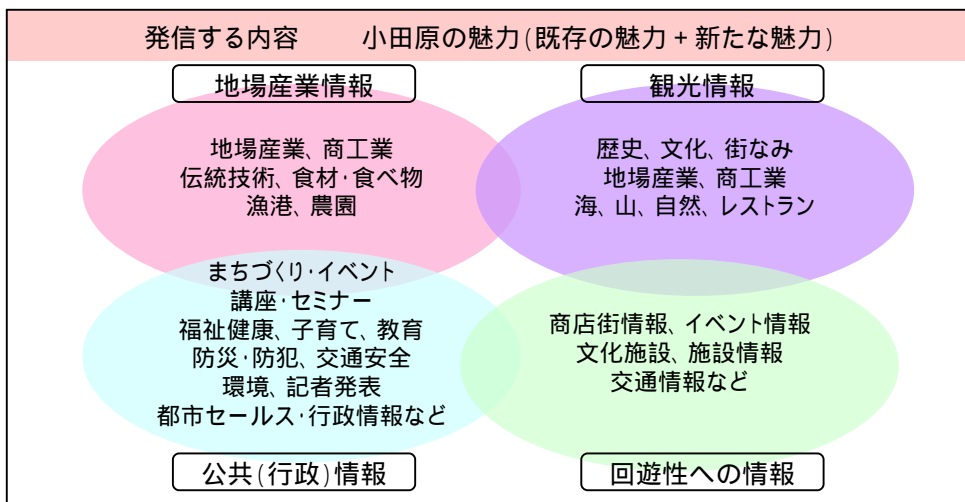 発信する内容 小田原の魅力(既存の魅力+新たな魅力)
地場産業情報
地場産業、商工業
伝統技術、食材・食べ物
漁港、農園
観光情報
歴史、文化、街なみ
地場産業、商工業
海、山、自然、レストラン
まちづくり・イベント
講座・セミナー
福祉健康、子育て、教育
防災・防犯、交通安全
環境、記者発表
都市セールス・行政情報など
公共(行政)情報
商店街情報、イベント情報
文化施設、施設情報
交通情報など
回遊性への情報